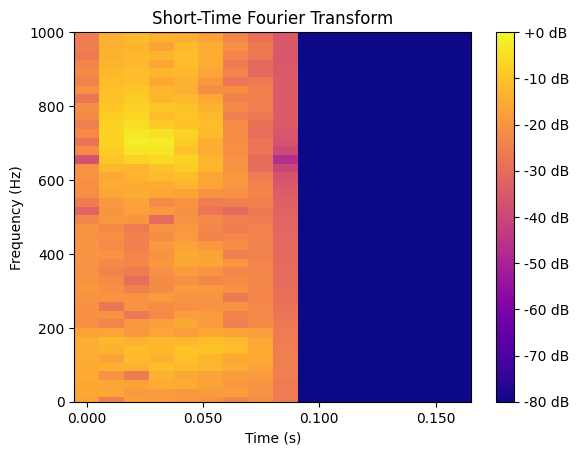 Short-Time Fourier Transform
Frequency (Hz)
1000
800
600
400
200
0
0.000
0.050
0.100
0.150
Time (s)
+0 dB
-10 dB
-20 dB
-30 dB
-40 dB
-50 dB
-60 dB
-70 dB
-80 dB